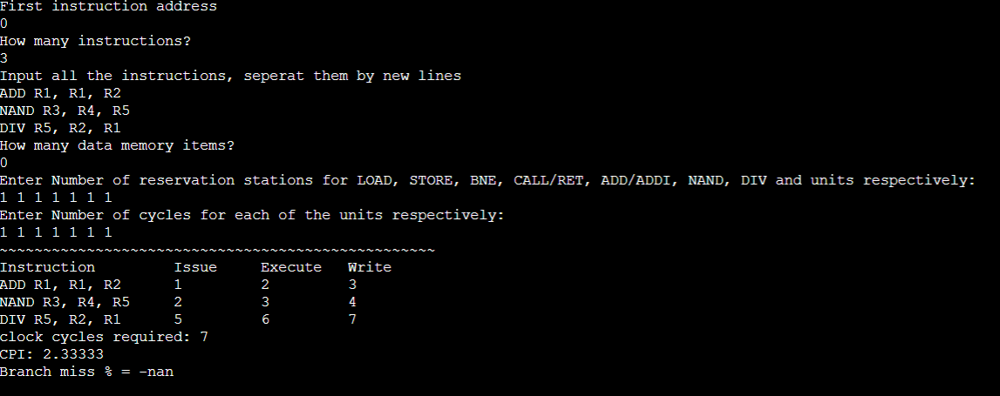 First instruction address
0
How many instructions?
3
Input all the instructions, seperat them by new lines
ADD R1, R1, R2
NAND R3, R4, R5
DIV R5, R2, R1
How many data memory items?
0
Enter Number of reservation stations for LOAD, STORE, BNE, CALL/RET, ADD/ADDI, NAND, DIV and units respectively:
1 1 1 1 1 1 1
Enter Number of cycles for each of the units respectively:
1 1 1 1 1 1 1
~~~~~~~~~~~~~~~~~~~~~~~~~~~~~~~~~~~~~~~~~~~~~~~~~~
Instruction Issue Execute Write
ADD R1, R1, R2 1 2 3
NAND R3, R4, R5 2 3 4
DIV R5, R2, R1 5 6 7
clock cycles required: 7
CPI: 2.33333
Branch miss % = -nan